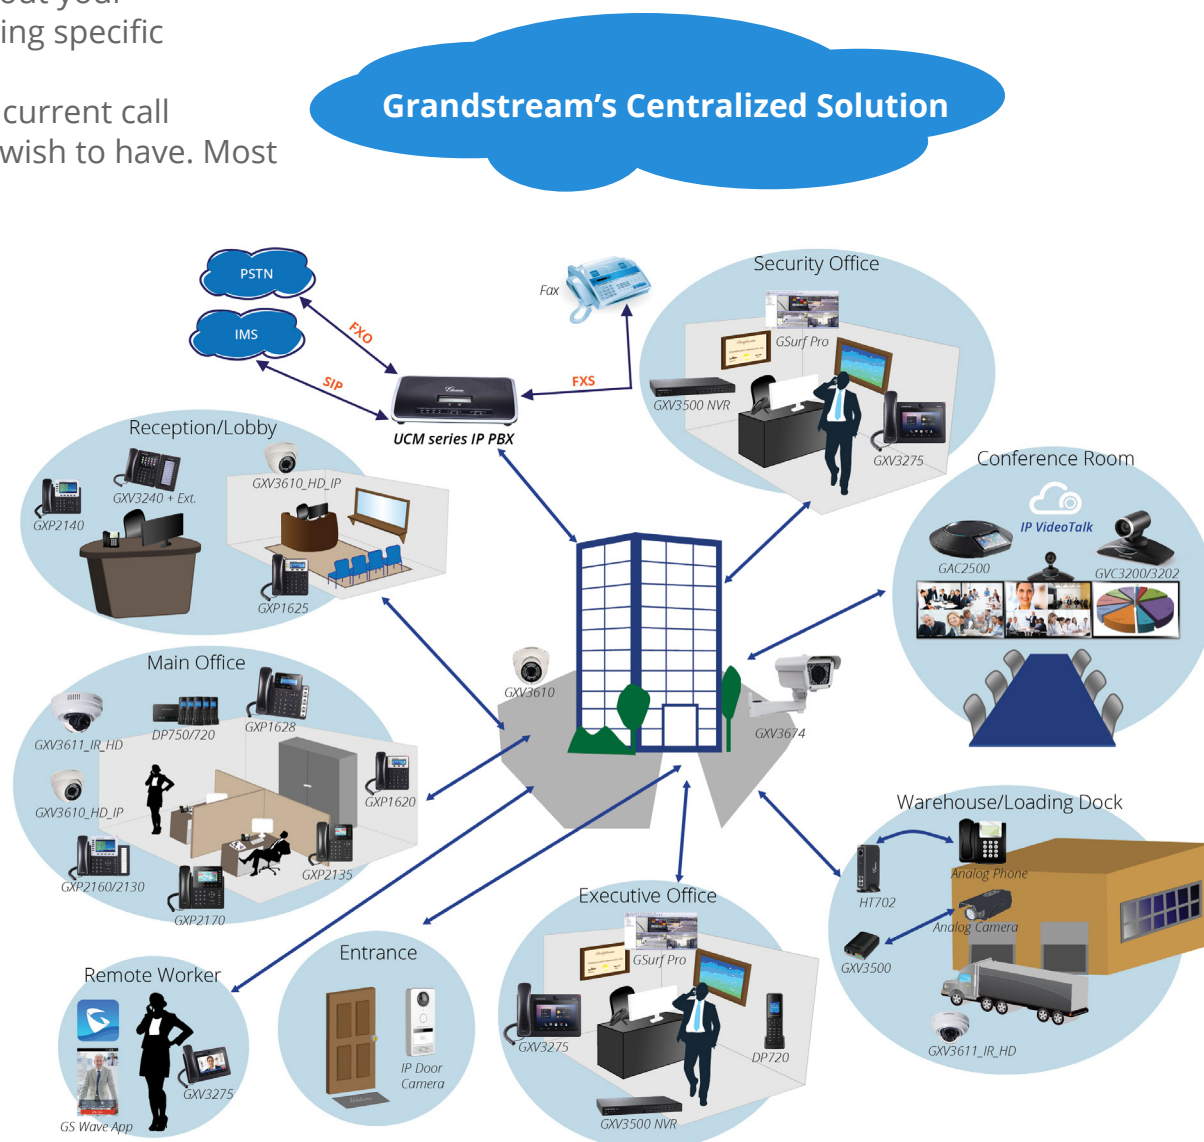 out your
ing specific
current call
wish to have. Most
Grandstream's Centralized Solution
PSTN
IMS
FXO
SIP
Fax
FXS
UCM series IP PBX
Security Office
GSurf Pro
GXV3500 NVR
GXV3275
Reception/Lobby
GXV3240 + Ext.
GXP2140
GXV3610_HD_IP
GXP1625
Conference Room
IP VideoTalk
GAC2500
GVC3200/3202
Main Office
GXV3611_IR_HD
DP750/720
GXP1628
GXV3610_HD_IP
GXP1620
GXP2160/2130
GXP2170
GXP2135
GXV3610
GXV3674
Warehouse/Loading Dock
Analog Phone
HT702
Analog Camera
GXV3500
GXV3611_IR_HD
Remote Worker
GXV3275
GS Wave App
Entrance
IP Door
Camera
Welcome
Executive Office
GSurf Pro
GXV3275
DP720
GXV3500 NVR